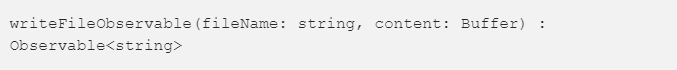 writeFileObservable(fileName: string, content: Buffer) :
Observable<string>